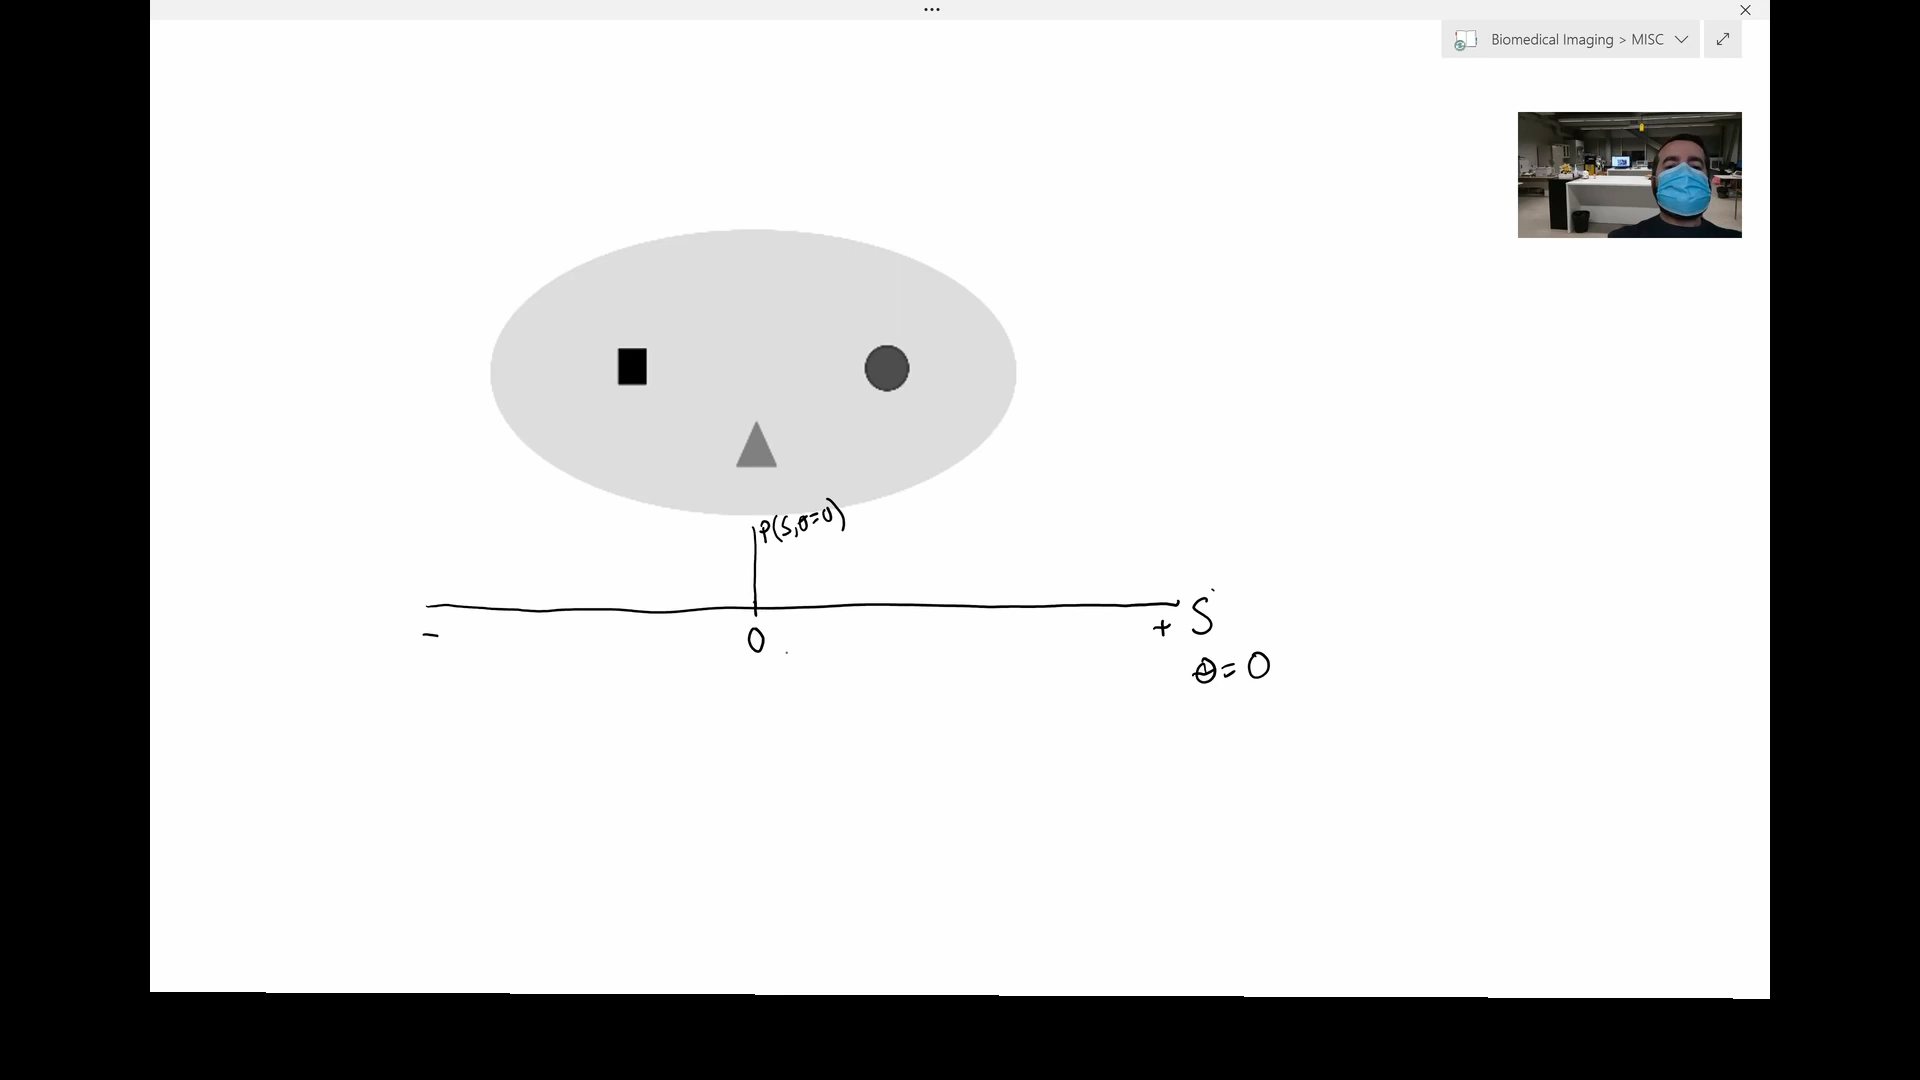 Biomedical Imaging > MISC
P(S,θ=0)
S
- 0 +
θ=0